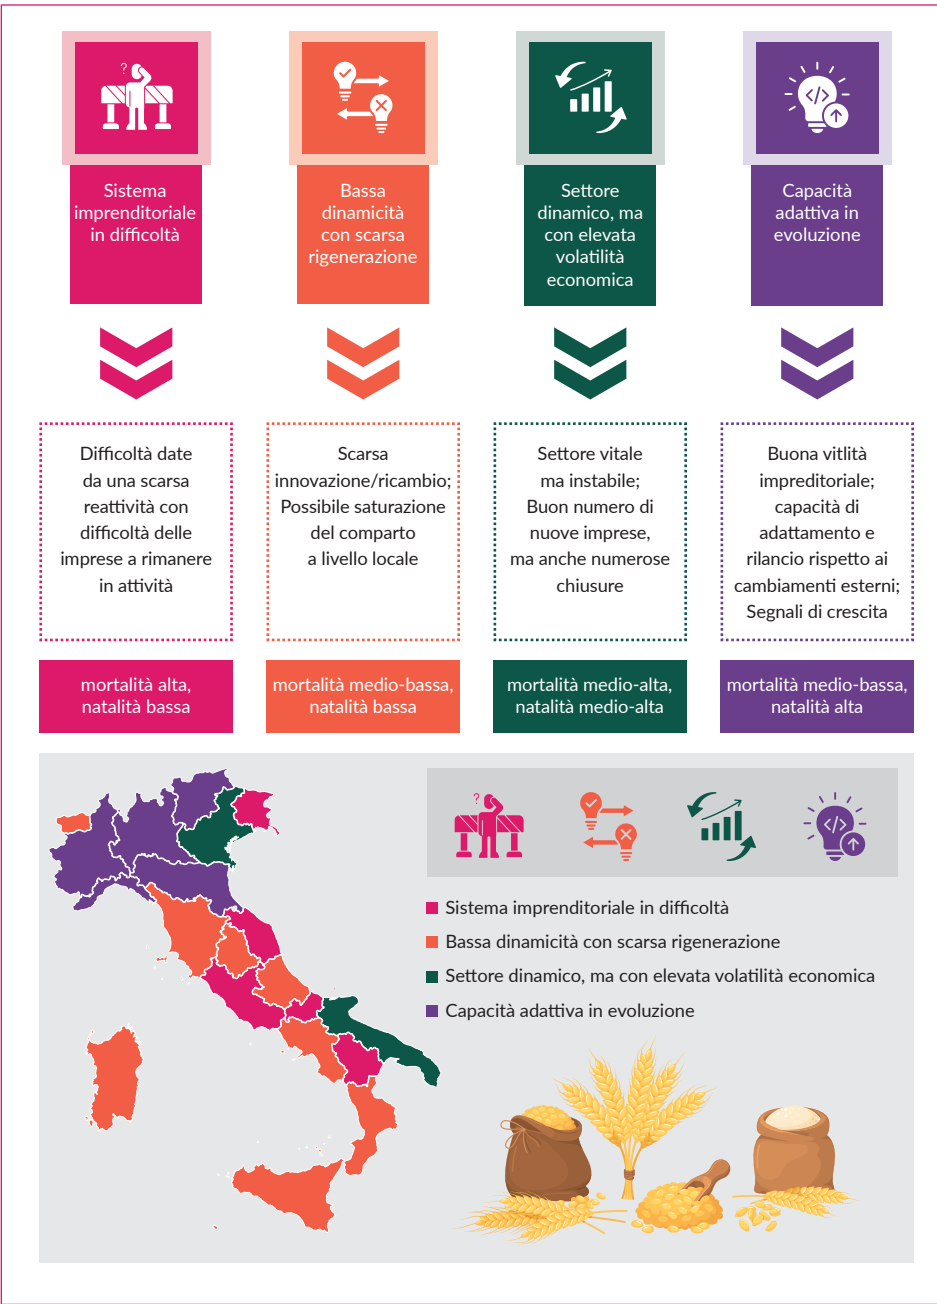 Sistema
imprenditoriale
in difficoltà
Bassa
dinamicità
con scarsa
rigenerazione
Settore
dinamico, ma
con elevata
volatilità
economica
Capacità
adattiva in
evoluzione
Difficoltà date
da una scarsa
reattività con
difficoltà delle
imprese a rimanere
in attività
Scarsa
innovazione/ricambio;
Possibile saturazione
del comparto
a livello locale
Settore vitale
ma instabile;
Buon numero di
nuove imprese,
ma anche numerose
chiusure
Buona vitlità
impreditoriale;
capacità di
adattamento e
rilancio rispetto ai
cambiamenti esterni;
Segnali di crescita
mortalità alta,
natalità bassa
mortalità medio-bassa,
natalità bassa
mortalità medio-alta,
natalità medio-alta
mortalità medio-bassa,
natalità alta
Sistema imprenditoriale in difficoltà
Bassa dinamicità con scarsa rigenerazione
Settore dinamico, ma con elevata volatilità economica
Capacità adattiva in evoluzione